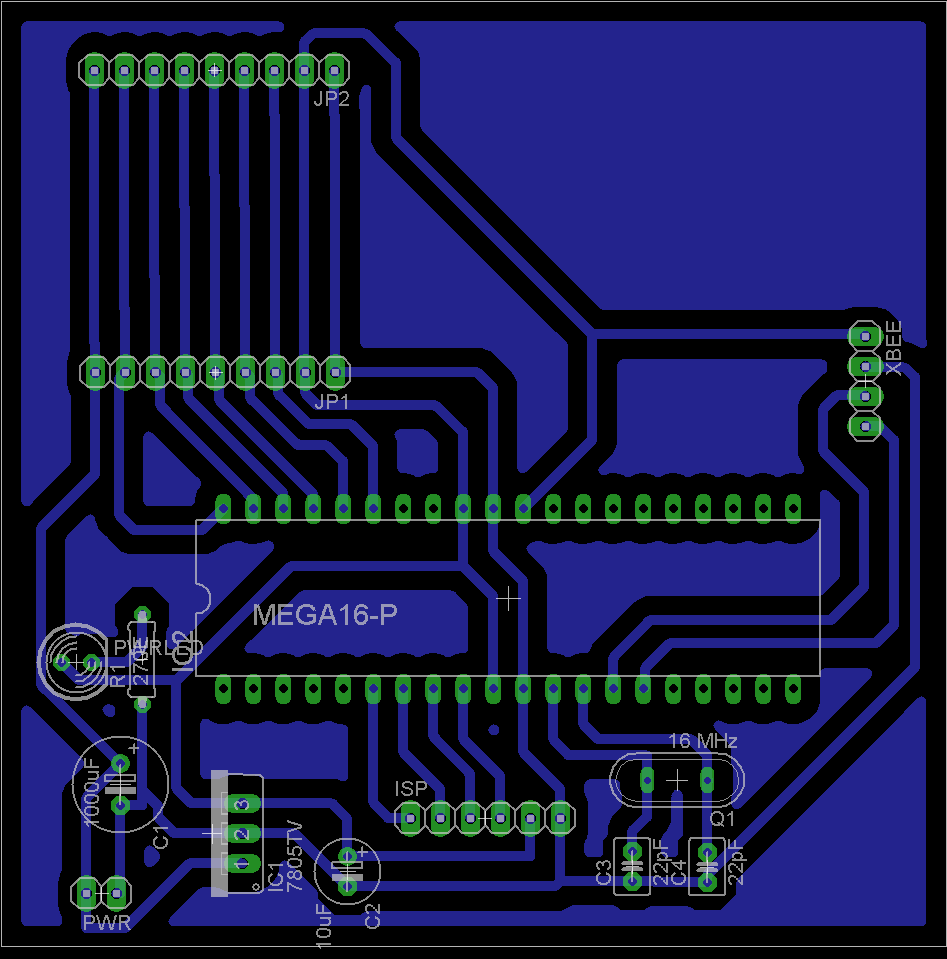 JP2
XBEE
JP1
MEGA16-P
IC2
PWRLED
R1
270E
16 MHz
1000uF
+
C1
ISP
Q1
3
2
1
IC1
7805TV
+
10uF
C2
C3
22pF
C4
22pF
PWR